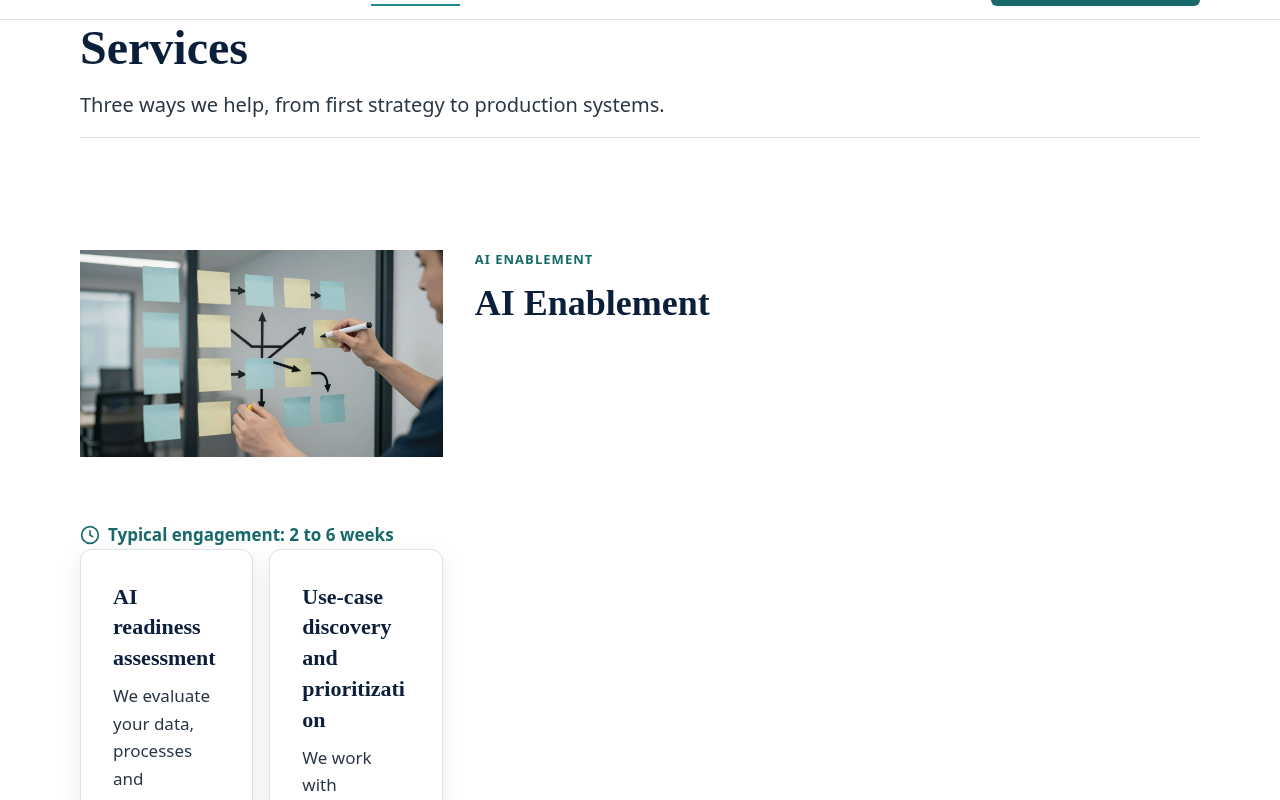 Services
Three ways we help, from first strategy to production systems.
AI ENABLEMENT
AI Enablement
Typical engagement: 2 to 6 weeks
AI
readiness
assessment
We evaluate
your data,
processes
and
Use-case
discovery
and
prioritizati
on
We work
with